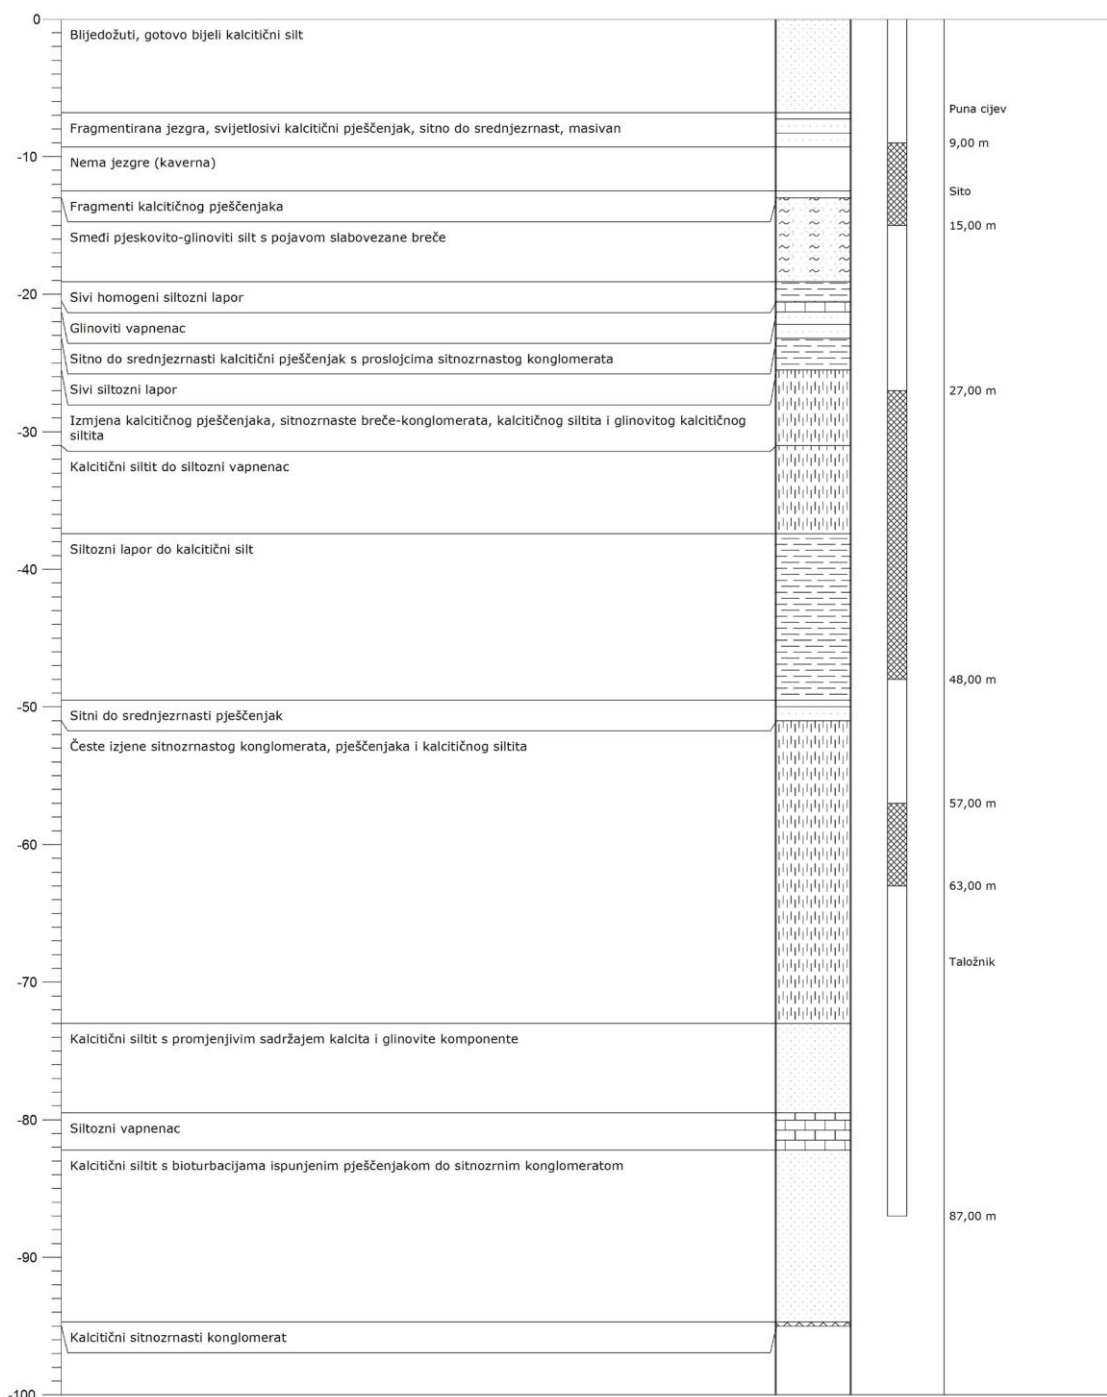 0
Blijedožuti, gotovo bijeli kalcitični silt
Puna cijev
Fragmentirana jezgra, svijetlosivi kalcitični pješčenjak, sitno do srednjezrnast, masivan
9,00 m
-10
Nema jezgre (kaverna)
Sito
Fragmenti kalcitičnog pješčenjaka
15,00 m
Smeđi pjeskovito-glinoviti silt s pojavom slabovezane breče
-20
Sivi homogeni siltozni lapor
Glinoviti vapnenac
Sitno do srednjezrnasti kalcitični pješčenjak s proslojcima sitnozrnastog konglomerata
Sivi siltozni lapor
27,00 m
Izmjena kalcitičnog pješčenjaka, sitnozrnaste breče-konglomerata, kalcitičnog siltita i glinovitog kalcitičnog
siltita
-30
Kalcitični siltit do siltozni vapnenac
Siltozni lapor do kalcitični silt
-40
48,00 m
-50
Sitni do srednjezrnasti pješčenjak
Česte izjene sitnozrnastog konglomerata, pješčenjaka i kalcitičnog siltita
57,00 m
-60
63,00 m
Taložnik
-70
Kalcitični siltit s promjenjivim sadržajem kalcita i glinovite komponente
-80
Siltozni vapnenac
Kalcitični siltit s bioturbacijama ispunjenim pješčenjakom do sitnozrnim konglomeratom
87,00 m
-90
Kalcitični sitnozrnasti konglomerat
-100